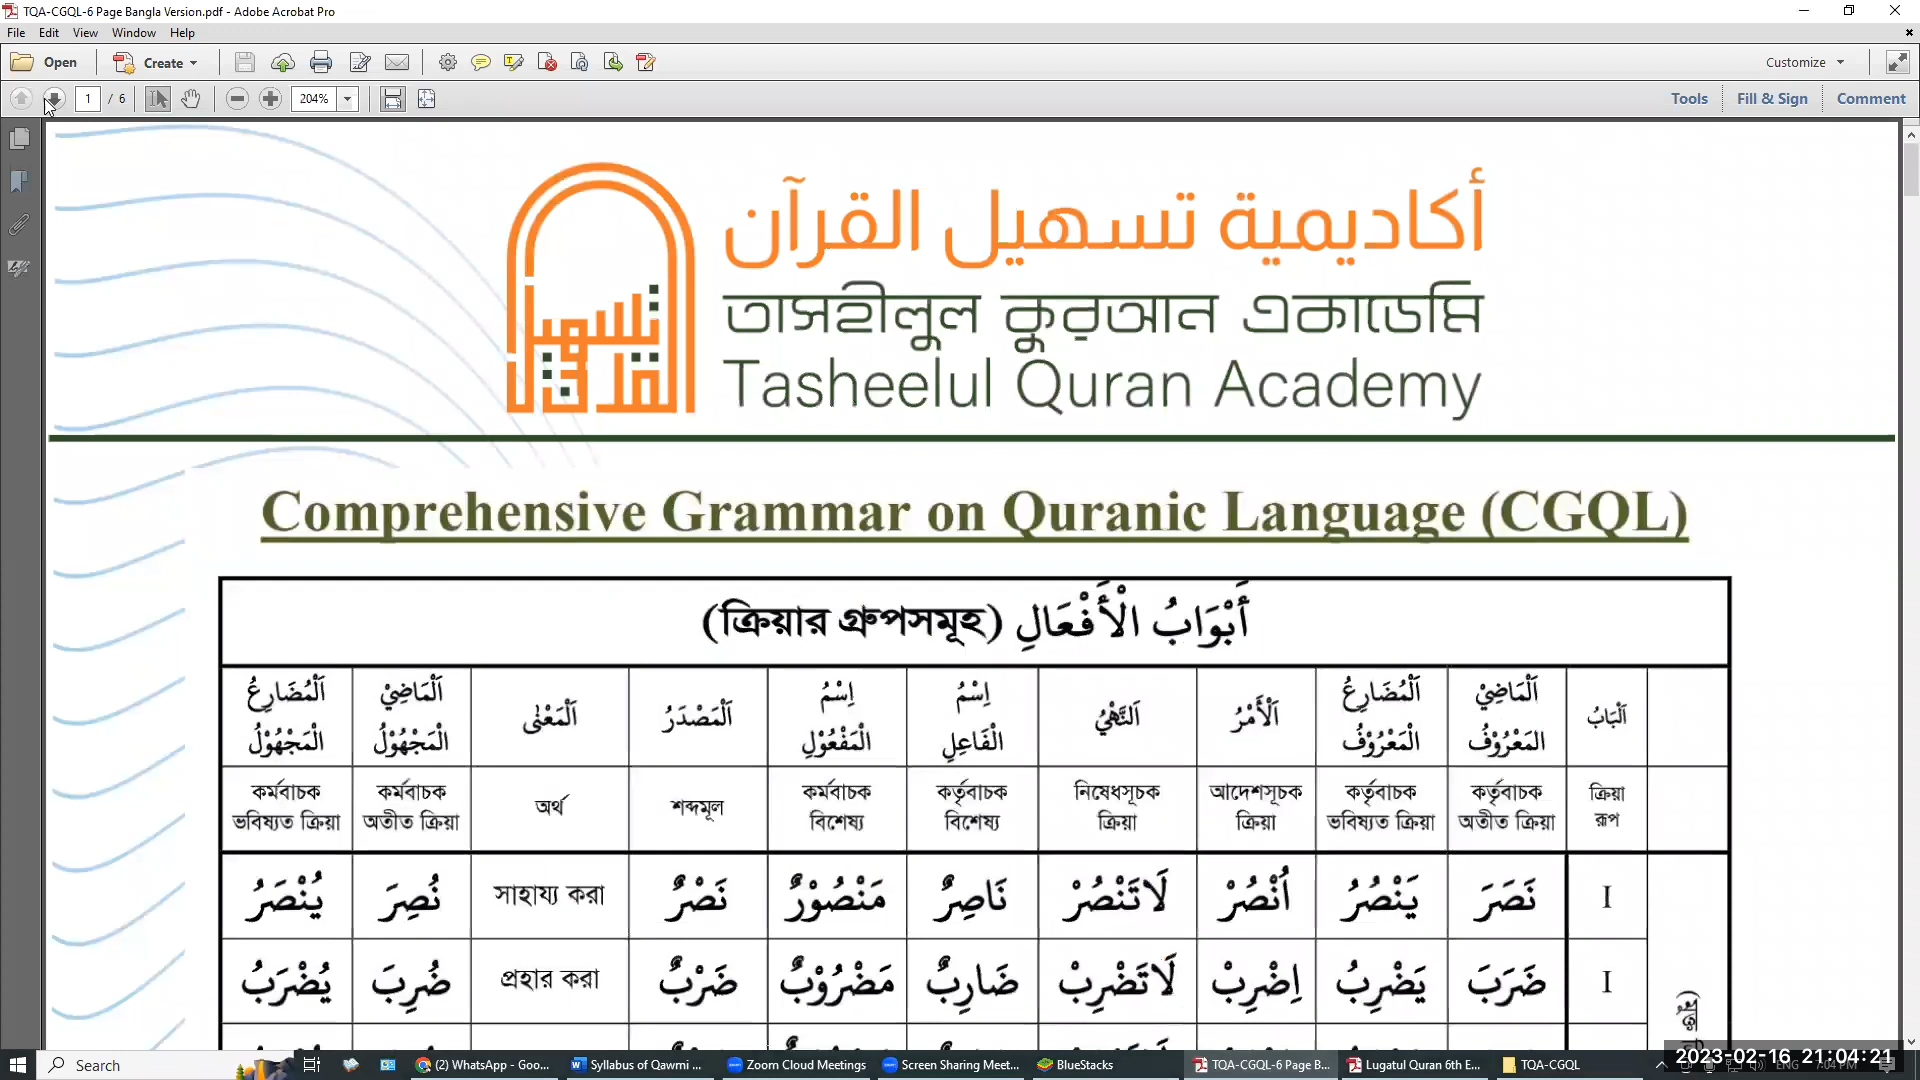 TQA-CGQL-6 Page Bangla Version.pdf - Adobe Acrobat Pro
File Edit View Window Help
Open Create Customize
1 / 6 204% Tools Fill & Sign Comment
أكاديمية تسهيل القرآن
তাসহীলুল কুরআন একাডেমি
Tasheelul Quran Academy
Comprehensive Grammar on Quranic Language (CGQL)
أَبْوَابُ الْأَفْعَالِ (ক্রিয়ার গ্রুপসমূহ)
اَلْبَابُ اَلْمَاضِيْ الْمَعْرُوْفُ اَلْمُضَارِعُ الْمَعْرُوْفُ اَلْأَمْرُ اَلنَّهْيُ اِسْمُ الْفَاعِلِ اِسْمُ الْمَفْعُوْلِ اَلْمَصْدَرُ اَلْمَعْنٰى اَلْمَاضِيْ الْمَجْهُوْلُ اَلْمُضَارِعُ الْمَجْهُوْلُ
ক্রিয়া রূপ কর্তৃবাচক অতীত ক্রিয়া কর্তৃবাচক ভবিষ্যত ক্রিয়া আদেশসূচক ক্রিয়া নিষেধসূচক ক্রিয়া কর্তৃবাচক বিশেষ্য কর্মবাচক বিশেষ্য শব্দমূল অর্থ কর্মবাচক অতীত ক্রিয়া কর্মবাচক ভবিষ্যত ক্রিয়া
I نَصَرَ يَنْصُرُ اُنْصُرْ لَاتَنْصُرْ نَاصِرٌ مَنْصُوْرٌ نَصْرٌ সাহায্য করা نُصِرَ يُنْصَرُ
I ضَرَبَ يَضْرِبُ اِضْرِبْ لَاتَضْرِبْ ضَارِبٌ مَضْرُوْبٌ ضَرْبٌ প্রহার করা ضُرِبَ يُضْرَبُ
Search (2) WhatsApp - Goo... Syllabus of Qawmi ... Zoom Cloud Meetings Screen Sharing Meet... BlueStacks TQA-CGQL-6 Page B... Lugatul Quran 6th E... TQA-CGQL
2023-02-16 21:04:21